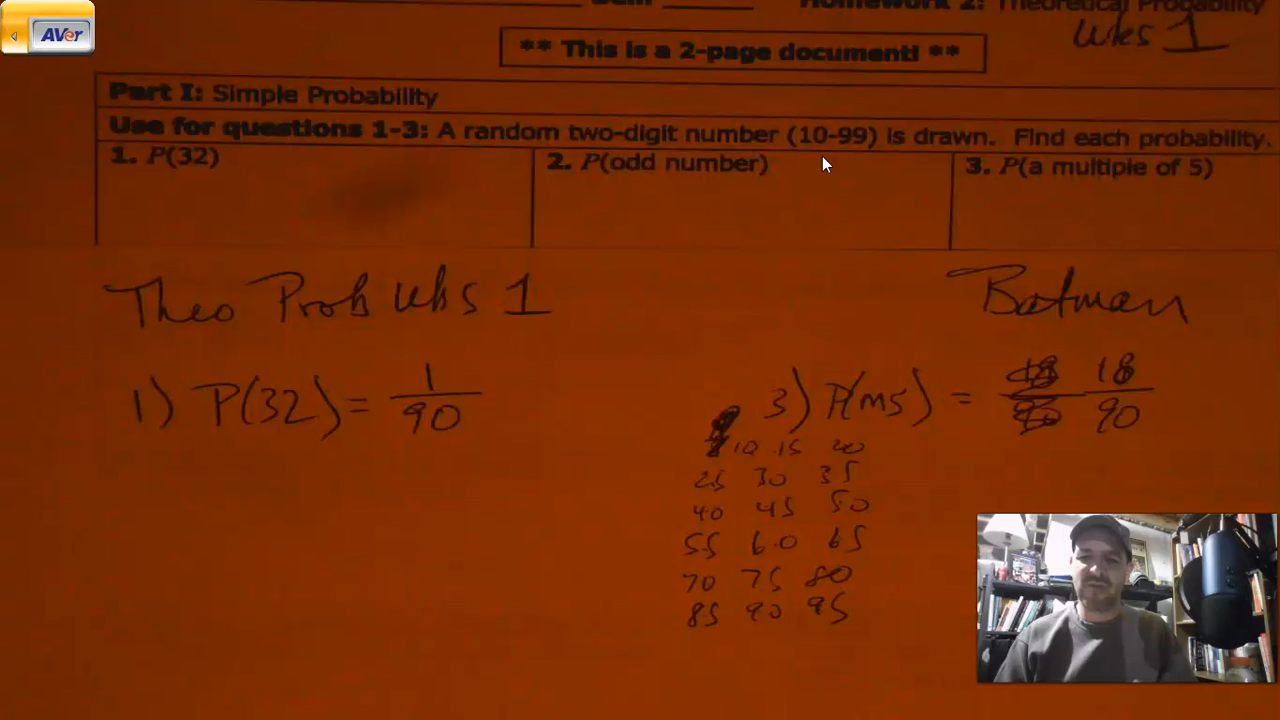 AVer
Homework 2: Theoretical Probability
Wks 1
** This is a 2-page document! **
Part I: Simple Probability
Use for questions 1-3: A random two-digit number (10-99) is drawn. Find each probability.
1. P(32)
2. P(odd number)
3. P(a multiple of 5)
Theo Prob Wks 1
Batman
1) P(32) = 1/90
3) P(m5) = 18/90
10 15 20
25 30 35
40 45 50
55 60 65
70 75 80
85 90 95